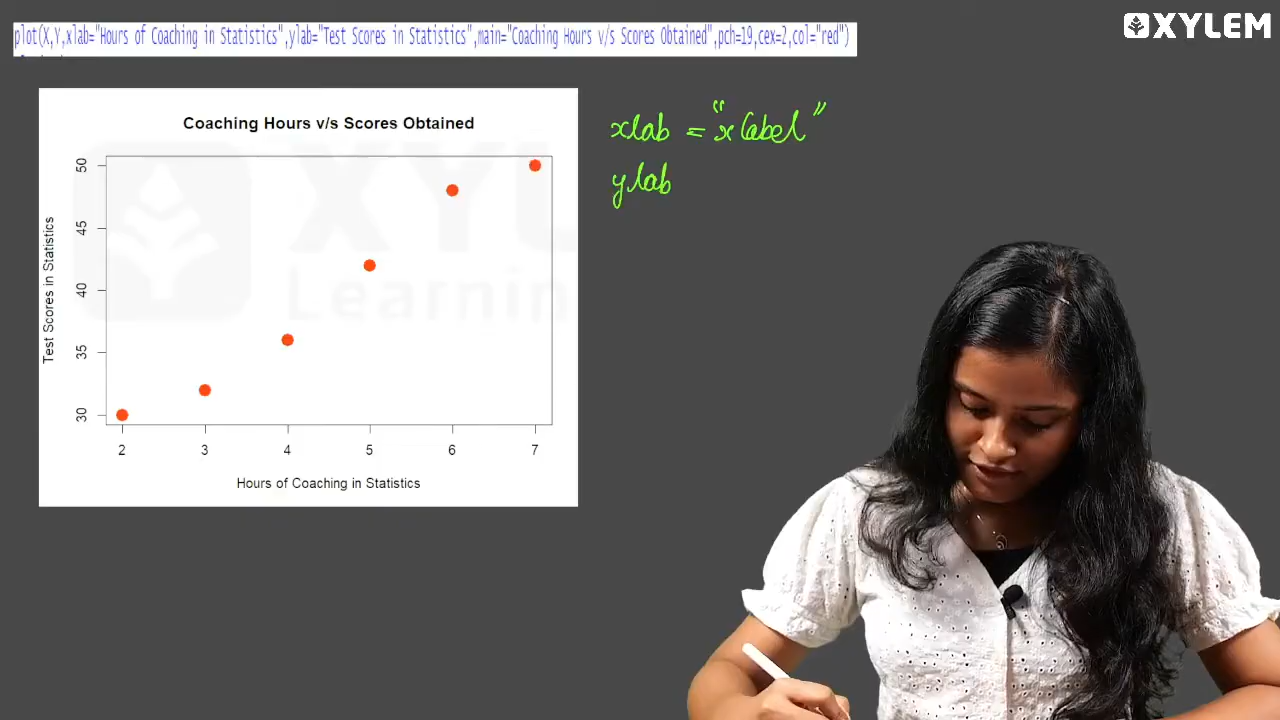 plot(X,Y,xlab="Hours of Coaching in Statistics",ylab="Test Scores in Statistics",main="Coaching Hours v/s Scores Obtained",pch=19,cex=2,col="red")
XYLEM
Coaching Hours v/s Scores Obtained
50
45
40
35
30
Test Scores in Statistics
2 3 4 5 6 7
Hours of Coaching in Statistics
XYLEM
Learning
xlab = "x label"
ylab